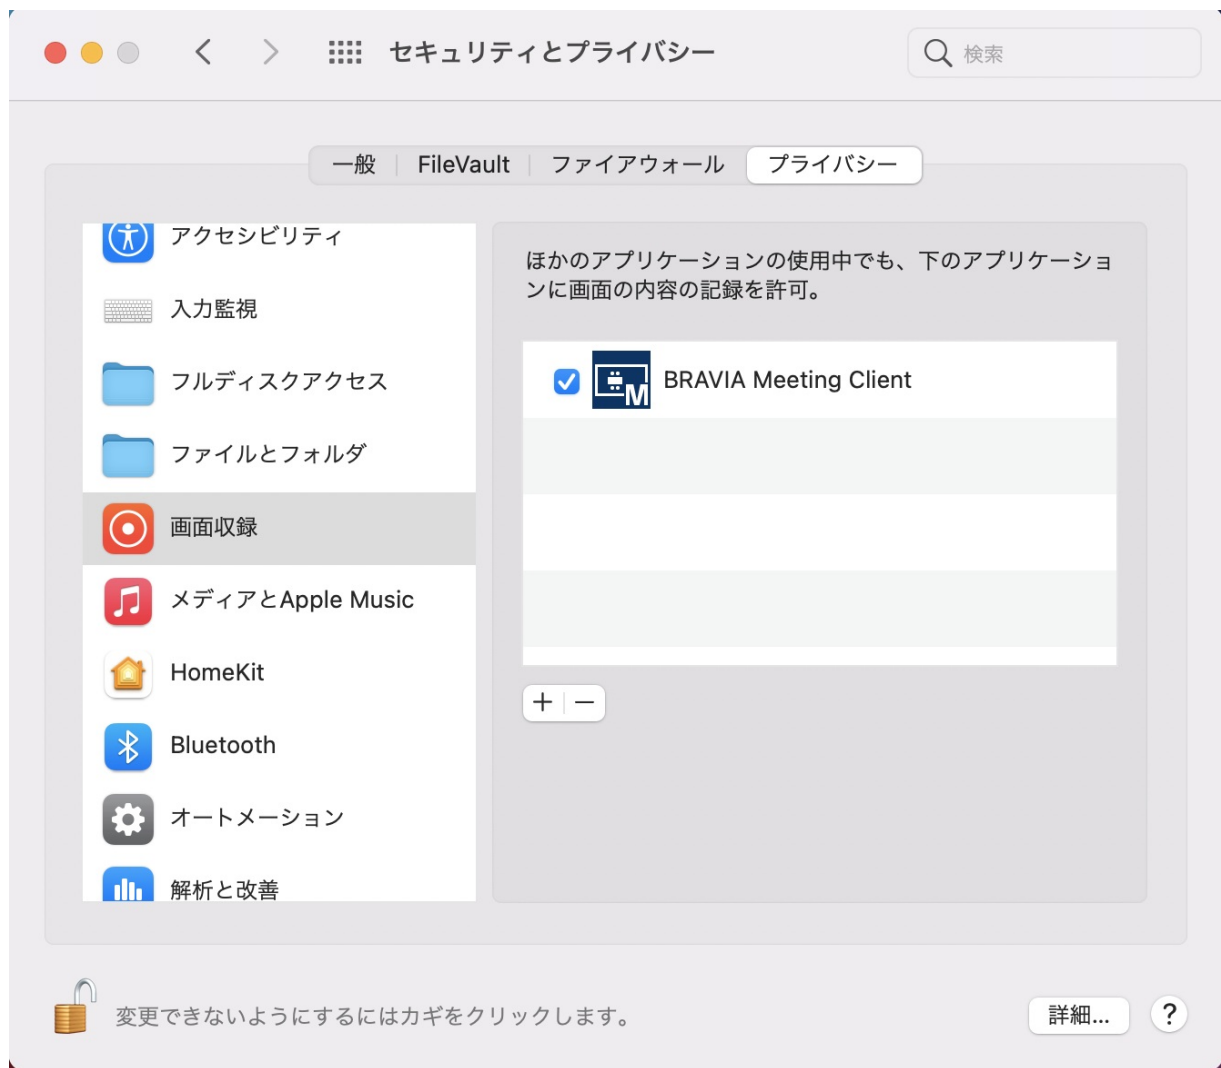 セキュリティとプライバシー
検索
一般
FileVault
ファイアウォール
プライバシー
アクセシビリティ
入力監視
フルディスクアクセス
ファイルとフォルダ
画面収録
メディアとApple Music
HomeKit
Bluetooth
オートメーション
解析と改善
ほかのアプリケーションの使用中でも、下のアプリケーショ
ンに画面の内容の記録を許可。
M
BRAVIA Meeting Client
変更できないようにするにはカギをクリックします。
詳細...
?